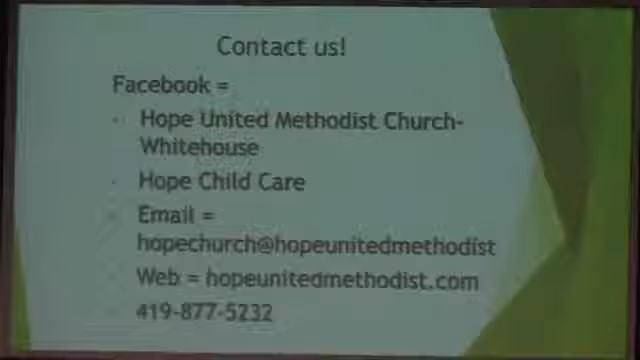 Contact us!
Facebook =
Hope United Methodist Church-
Whitehouse
Hope Child Care
Email =
hopechurch@hopeunitedmethodist
Web = hopeunitedmethodist.com
419-877-5232